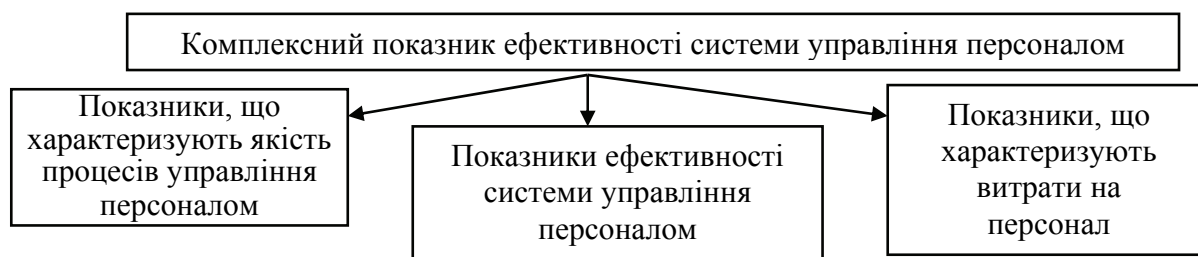 Комплексний показник ефективності системи управління персоналом
Показники, що
характеризують якість
процесів управління
персоналом
Показники ефективності
системи управління
персоналом
Показники, що
характеризують
витрати на
персонал